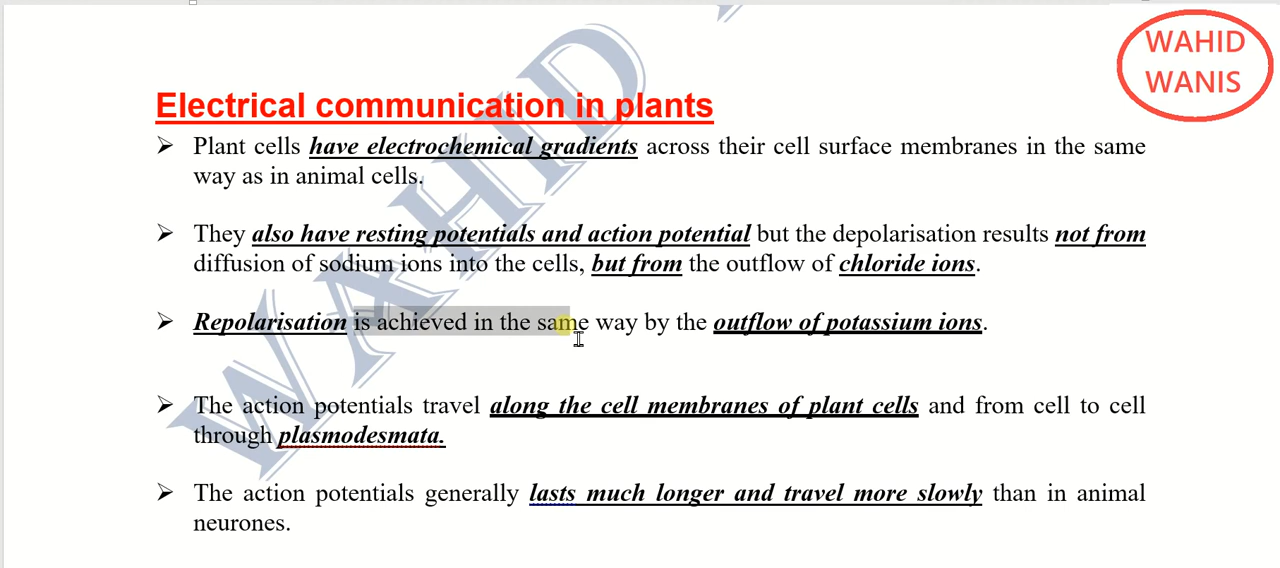 WAHID
WANIS
WAHID
Electrical communication in plants
➢ Plant cells have electrochemical gradients across their cell surface membranes in the same
way as in animal cells.
➢ They also have resting potentials and action potential but the depolarisation results not from
diffusion of sodium ions into the cells, but from the outflow of chloride ions.
➢ Repolarisation is achieved in the same way by the outflow of potassium ions.
➢ The action potentials travel along the cell membranes of plant cells and from cell to cell
through plasmodesmata.
➢ The action potentials generally lasts much longer and travel more slowly than in animal
neurones.